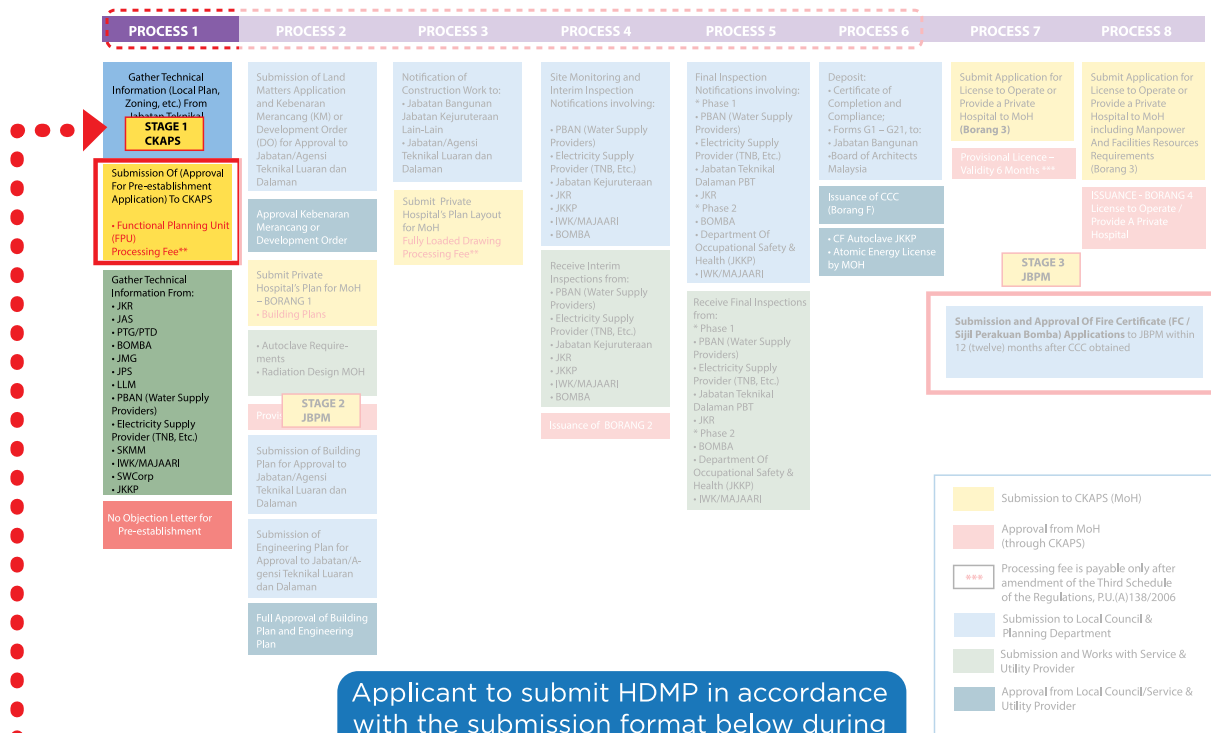 PROCESS 1
PROCESS 2
PROCESS 3
PROCESS 4
PROCESS 5
PROCESS 6
PROCESS 7
PROCESS 8
Gather Technical
Information (Local Plan,
Zoning, etc.) From
Jabatan Teknikal
STAGE 1
CKAPS
Submission Of (Approval
For Pre-establishment
Application) To CKAPS
• Functional Planning Unit
(FPU)
Processing Fee**
Gather Technical
Information From:
• JKR
• JAS
• PTG/PTD
• BOMBA
• JMG
• JPS
• LLM
• PBAN (Water Supply
Providers)
• Electricity Supply
Provider (TNB, Etc.)
• SKMM
• IWK/MAJAARI
• SWCorp
• JKKP
No Objection Letter for
Pre-establishment
Submission of Land
Matters Application
and Kebenaran
Merancang (KM) or
Development Order
(DO) for Approval to
Jabatan/Agensi
Teknikal Luaran dan
Dalaman
Approval Kebenaran
Merancang or
Development Order
Submit Private
Hospital's Plan for MoH
– BORANG 1
• Building Plans
• Autoclave Require-
ments
• Radiation Design MOH
STAGE 2
JBPM
Submission of Building
Plan for Approval to
Jabatan/Agensi
Teknikal Luaran dan
Dalaman
Submission of
Engineering Plan for
Approval to Jabatan/A-
gensi Teknikal Luaran
dan Dalaman
Full Approval of Building
Plan and Engineering
Plan
Notification of
Construction Work to:
• Jabatan Bangunan
Jabatan Kejuruteraan
Lain-Lain
• Jabatan/Agensi
Teknikal Luaran dan
Dalaman
Submit Private
Hospital's Plan Layout
for MoH
Fully Loaded Drawing
Processing Fee**
Site Monitoring and
Interim Inspection
Notifications involving:
• PBAN (Water Supply
Providers)
• Electricity Supply
Provider (TNB, Etc.)
• Jabatan Kejuruteraan
• JKR
• JKKP
• IWK/MAJAARI
• BOMBA
Receive Interim
Inspections from:
• PBAN (Water Supply
Providers)
• Electricity Supply
Provider (TNB, Etc.)
• Jabatan Kejuruteraan
• JKR
• JKKP
• IWK/MAJAARI
• BOMBA
Issuance of BORANG 2
Final Inspection
Notifications involving:
* Phase 1
• PBAN (Water Supply
Providers)
• Electricity Supply
Provider (TNB, Etc.)
• Jabatan Teknikal
Dalaman PBT
• JKR
* Phase 2
• BOMBA
• Department Of
Occupational Safety &
Health (JKKP)
• IWK/MAJAARI
Receive Final Inspections
from:
* Phase 1
• PBAN (Water Supply
Providers)
• Electricity Supply
Provider (TNB, Etc.)
• Jabatan Teknikal
Dalaman PBT
• JKR
* Phase 2
• BOMBA
• Department Of
Occupational Safety &
Health (JKKP)
• IWK/MAJAARI
Deposit:
• Certificate of
Completion and
Compliance;
• Forms G1 – G21, to:
• Jabatan Bangunan
•Board of Architects
Malaysia
Issuance of CCC
(Borang F)
• CF Autoclave JKKP
• Atomic Energy License
by MOH
Submit Application for
License to Operate or
Provide a Private
Hospital to MoH
(Borang 3)
Provisional Licence –
Validity 6 Months ***
Submit Application for
License to Operate or
Provide a Private
Hospital to MoH
including Manpower
And Facilities Resources
Requirements
(Borang 3)
ISSUANCE - BORANG 4
License to Operate /
Provide A Private
Hospital
STAGE 3
JBPM
Submission and Approval Of Fire Certificate (FC /
Sijil Perakuan Bomba) Applications to JBPM within
12 (twelve) months after CCC obtained
Submission to CKAPS (MoH)
Approval from MoH
(through CKAPS)
*** Processing fee is payable only after
amendment of the Third Schedule
of the Regulations, P.U.(A)138/2006
Submission to Local Council &
Planning Department
Submission and Works with Service &
Utility Provider
Approval from Local Council/Service &
Utility Provider
Applicant to submit HDMP in accordance
with the submission format below during